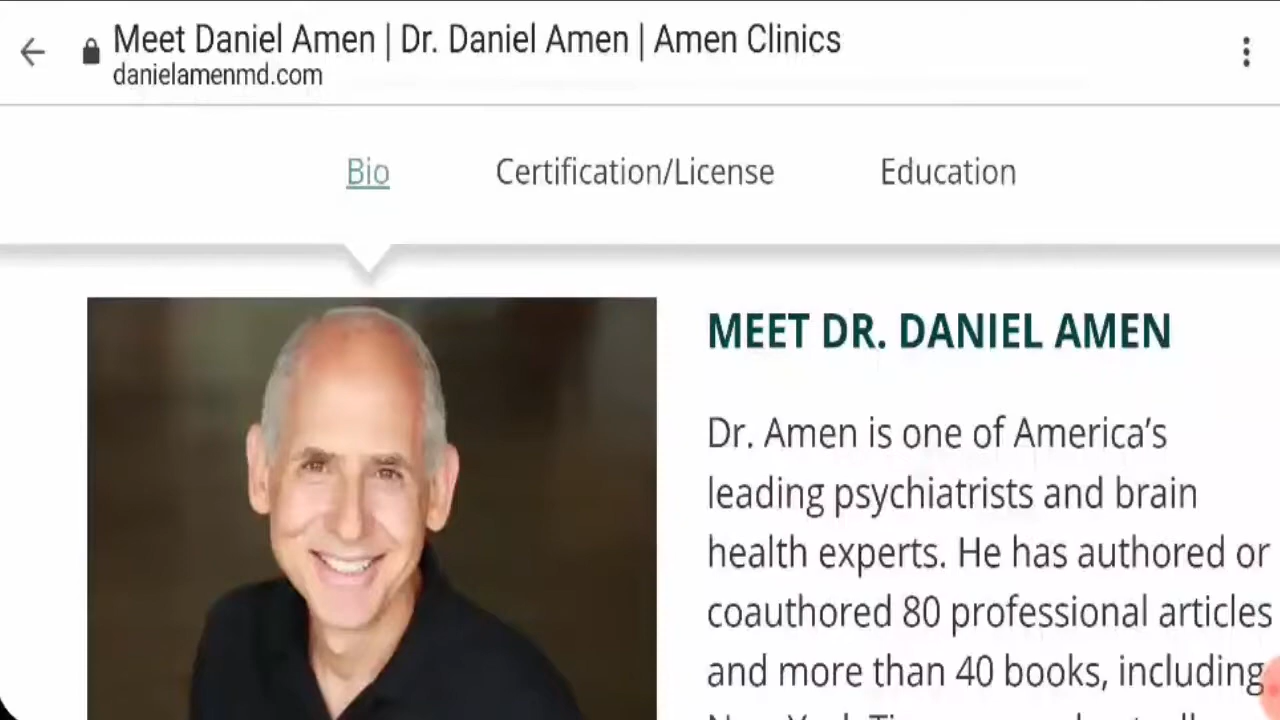 Meet Daniel Amen | Dr. Daniel Amen | Amen Clinics
danielamenmd.com
Bio Certification/License Education
MEET DR. DANIEL AMEN
Dr. Amen is one of America’s
leading psychiatrists and brain
health experts. He has authored or
coauthored 80 professional articles
and more than 40 books, including